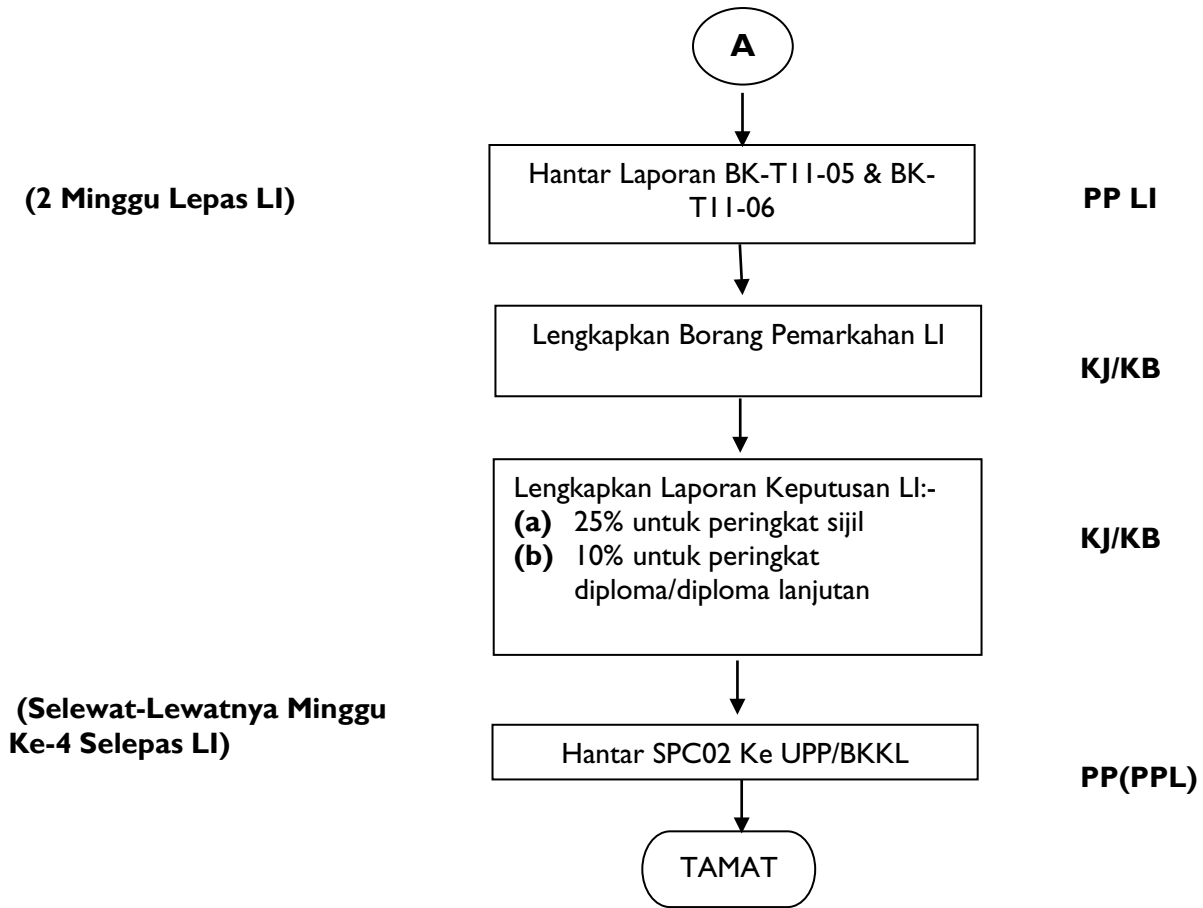 A
(2 Minggu Lepas LI)
Hantar Laporan BK-T11-05 & BK-
T11-06
PP LI
Lengkapkan Borang Pemarkahan LI
KJ/KB
Lengkapkan Laporan Keputusan LI:-
(a) 25% untuk peringkat sijil
(b) 10% untuk peringkat
diploma/diploma lanjutan
KJ/KB
(Selewat-Lewatnya Minggu
Ke-4 Selepas LI)
Hantar SPC02 Ke UPP/BKKL
PP(PPL)
TAMAT